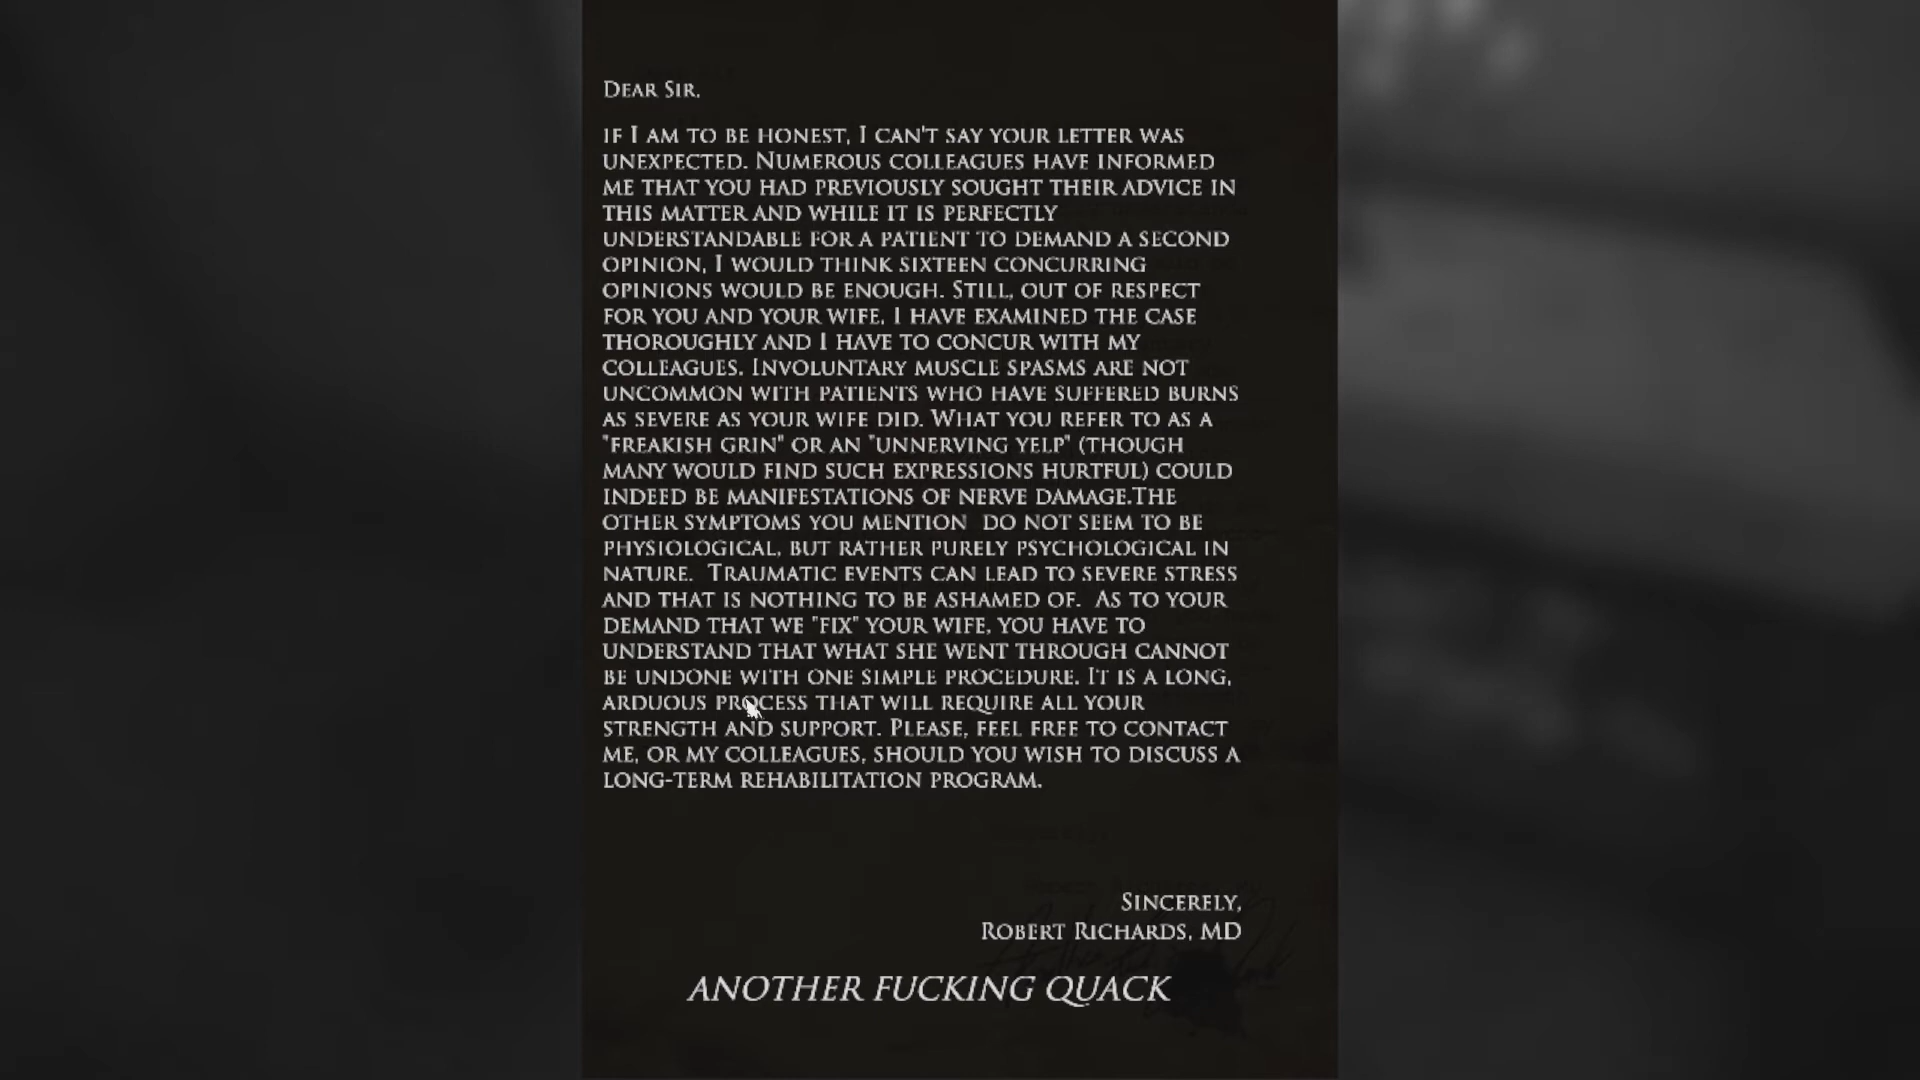 Dear Sir,
if I am to be honest, I can't say your letter was
unexpected. Numerous colleagues have informed
me that you had previously sought their advice in
this matter and while it is perfectly
understandable for a patient to demand a second
opinion, I would think sixteen concurring
opinions would be enough. Still, out of respect
for you and your wife, I have examined the case
thoroughly and I have to concur with my
colleagues. Involuntary muscle spasms are not
uncommon with patients who have suffered burns
as severe as your wife did. What you refer to as a
"freakish grin" or an "unnerving yelp" (though
many would find such expressions hurtful) could
indeed be manifestations of nerve damage.The
other symptoms you mention  do not seem to be
physiological, but rather purely psychological in
nature.  Traumatic events can lead to severe stress
and that is nothing to be ashamed of.  As to your
demand that we "fix" your wife, you have to
understand that what she went through cannot
be undone with one simple procedure. It is a long,
arduous process that will require all your
strength and support. Please, feel free to contact
me, or my colleagues, should you wish to discuss a
long-term rehabilitation program.
Sincerely,
Robert Richards, MD
ANOTHER FUCKING QUACK